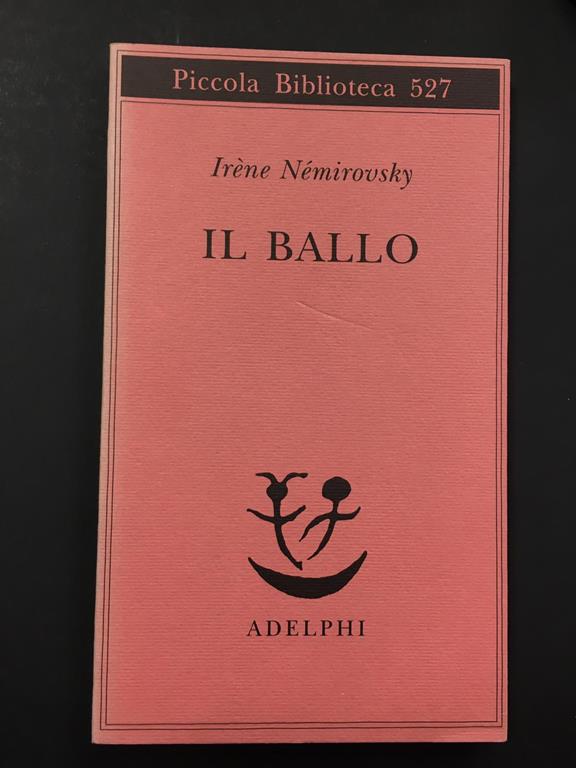 Piccola Biblioteca 527
Irène Némirovsky
IL BALLO
ADELPHI